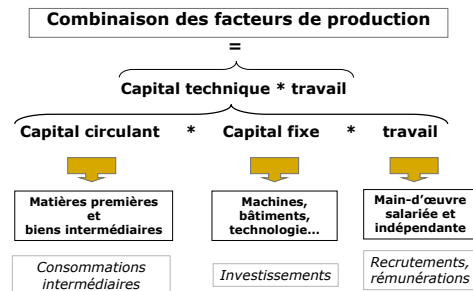 Combinaison des facteurs de production
=
Capital technique * travail
Capital circulant * Capital fixe * travail
Matières premières
et
biens intermédiaires
Machines,
bâtiments,
technologie…
Main-d'œuvre
salariée et
indépendante
Consommations
intermédiaires
Investissements
Recrutements,
rémunérations